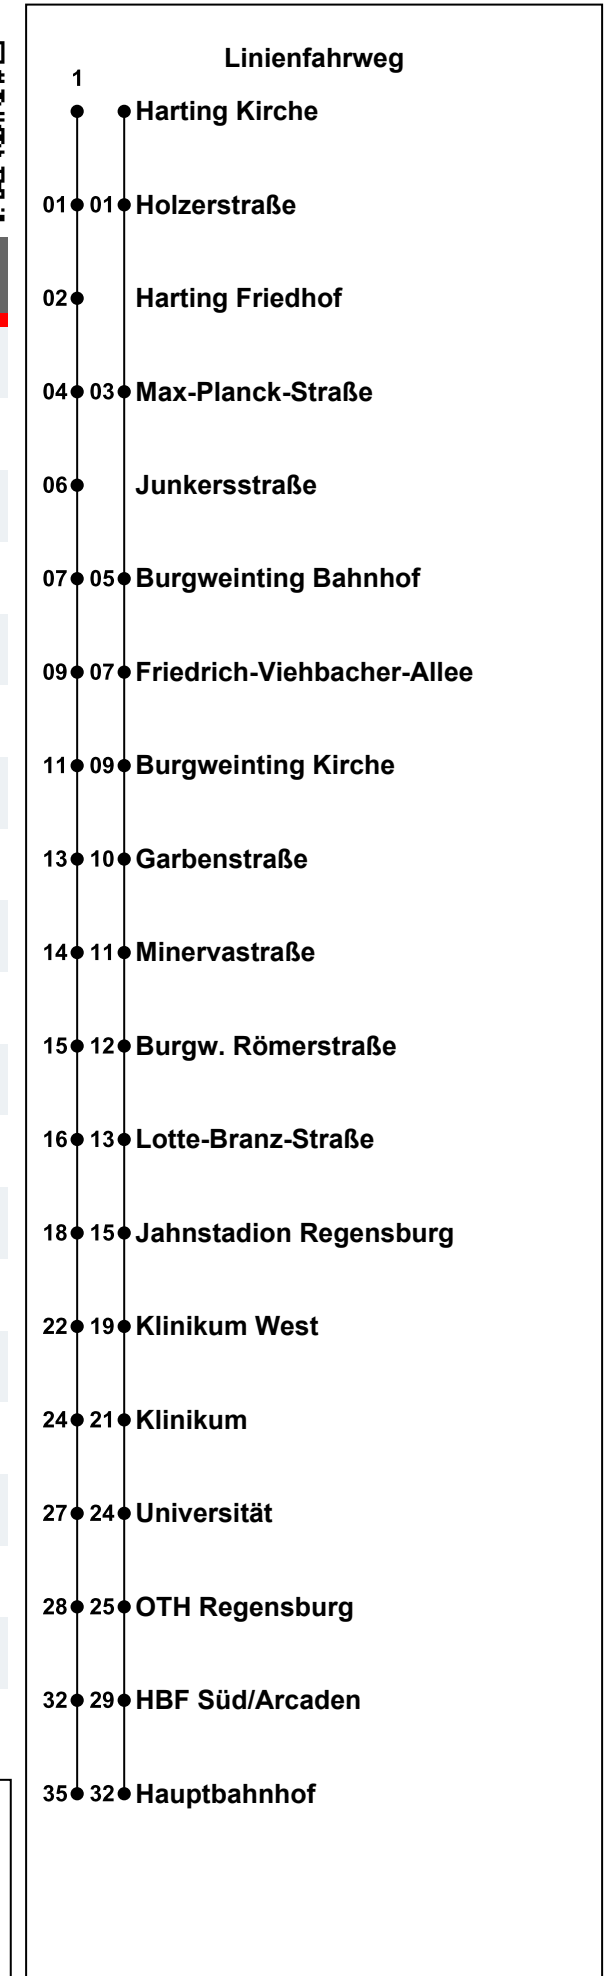 Linienfahrweg
1
Harting Kirche
01 01 Holzerstraße
02 Harting Friedhof
04 03 Max-Planck-Straße
06 Junkersstraße
07 05 Burgweinting Bahnhof
09 07 Friedrich-Viehbacher-Allee
11 09 Burgweinting Kirche
13 10 Garbenstraße
14 11 Minervastraße
15 12 Burgw. Römerstraße
16 13 Lotte-Branz-Straße
18 15 Jahnstadion Regensburg
22 19 Klinikum West
24 21 Klinikum
27 24 Universität
28 25 OTH Regensburg
32 29 HBF Süd/Arcaden
35 32 Hauptbahnhof